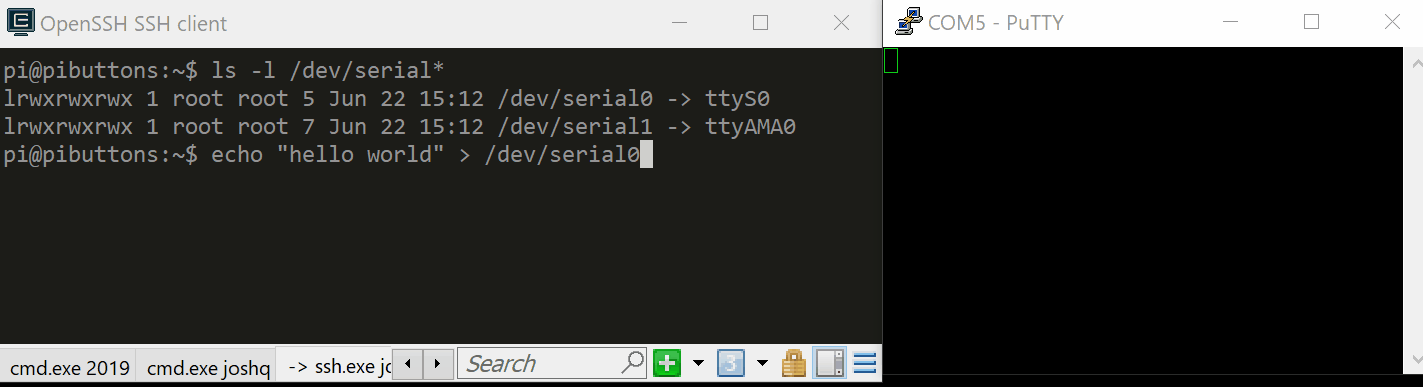 OpenSSH SSH client
pi@pibuttons:~$ ls -l /dev/serial*
lrwxrwxrwx 1 root root 5 Jun 22 15:12 /dev/serial0 -> ttyS0
lrwxrwxrwx 1 root root 7 Jun 22 15:12 /dev/serial1 -> ttyAMA0
pi@pibuttons:~$ echo "hello world" > /dev/serial0
cmd.exe 2019
cmd.exe joshq
-> ssh.exe jc
Search
3
COM5 - PuTTY